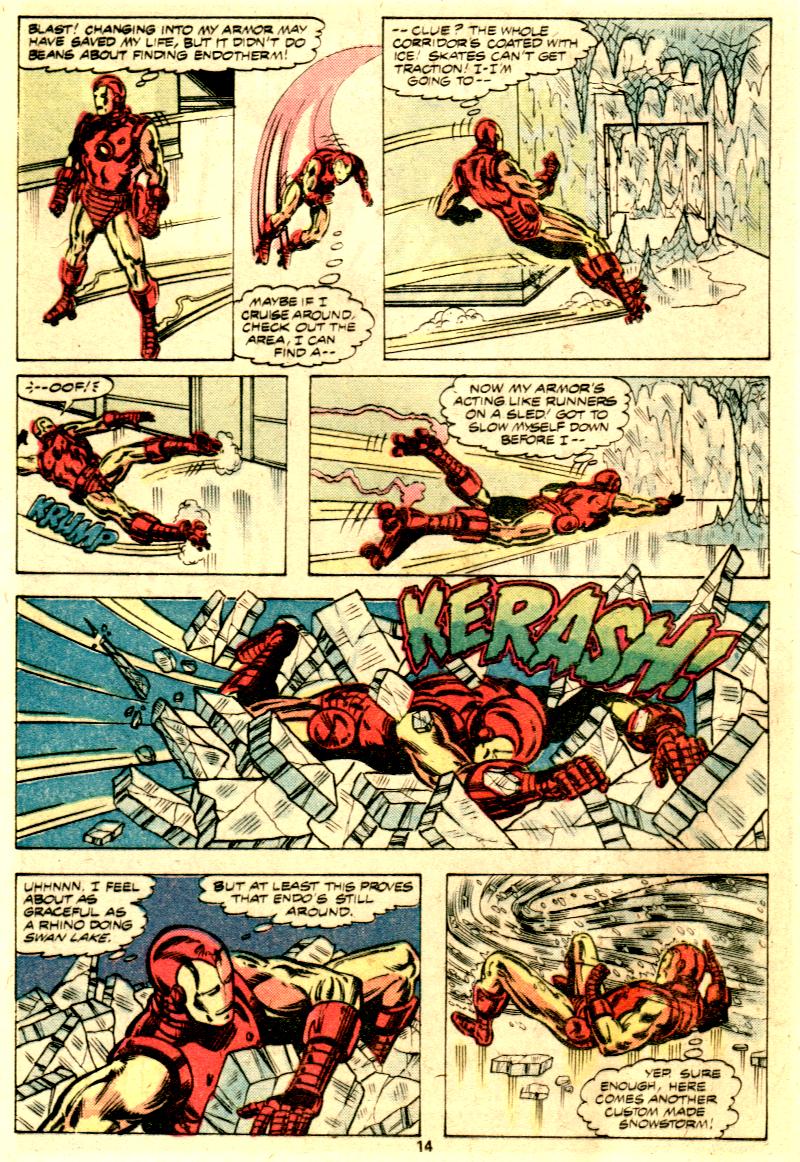 BLAST! CHANGING INTO MY ARMOR MAY
HAVE SAVED MY LIFE, BUT IT DIDN'T DO
BEANS ABOUT FINDING ENDOTHERM!
MAYBE IF I
CRUISE AROUND,
CHECK OUT THE
AREA, I CAN
FIND A--
-- CLUE? THE WHOLE
CORRIDOR'S COATED WITH
ICE! SKATES CAN'T GET
TRACTION! I-I'M
GOING TO--
--OOF!
KRUMP
NOW MY ARMOR'S
ACTING LIKE RUNNERS
ON A SLED! GOT TO
SLOW MYSELF DOWN
BEFORE I--
KERASH!
UHHNNN. I FEEL
ABOUT AS
GRACEFUL AS
A RHINO DOING
SWAN LAKE.
BUT AT LEAST THIS PROVES
THAT ENDO'S STILL
AROUND.
YEP. SURE
ENOUGH, HERE
COMES ANOTHER
CUSTOM MADE
SNOWSTORM!
14